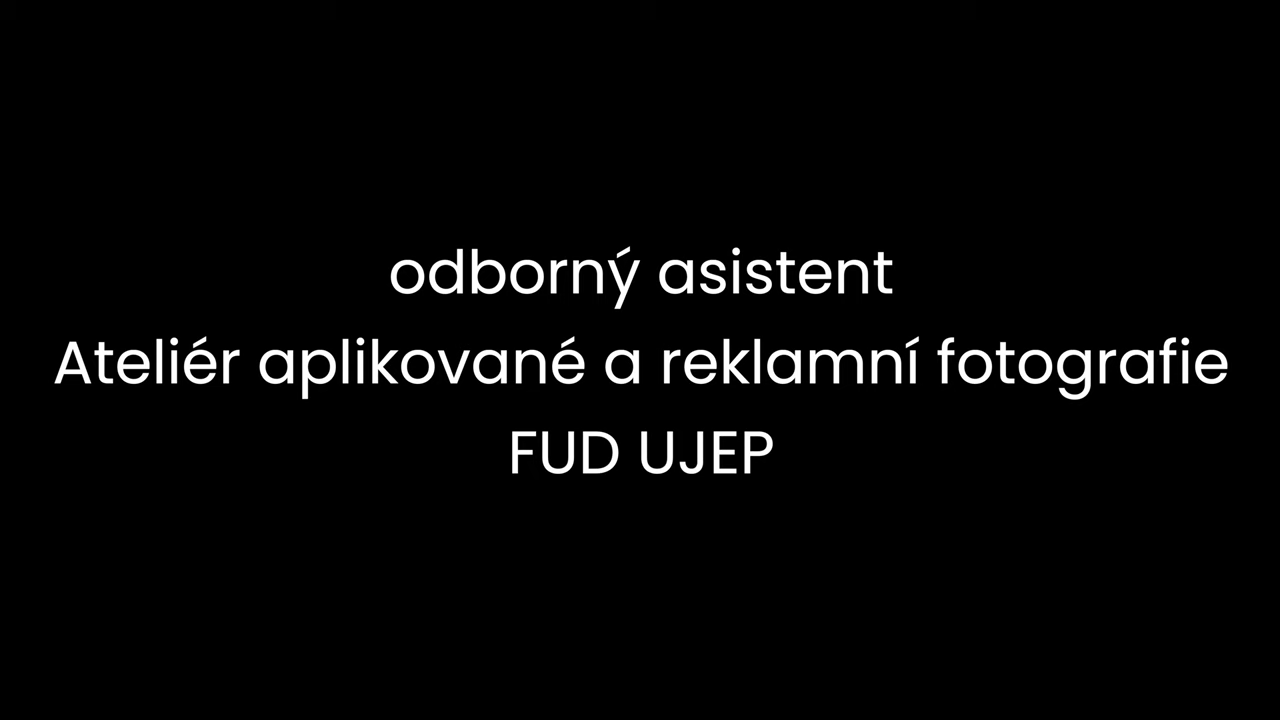 odborný asistent
Ateliér aplikované a reklamní fotografie
FUD UJEP